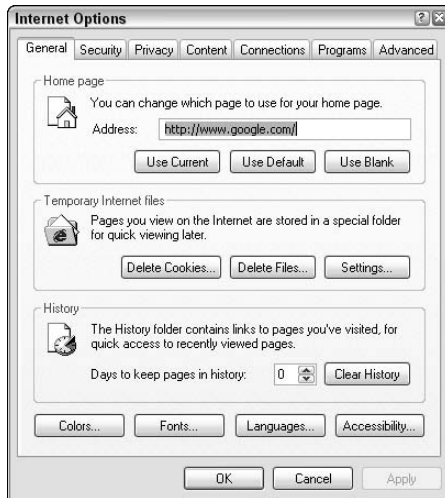 Internet Options
General Security Privacy Content Connections Programs Advanced
Home page
You can change which page to use for your home page.
Address: http://www.google.com/
Use Current Use Default Use Blank
Temporary Internet files
Pages you view on the Internet are stored in a special folder
for quick viewing later.
Delete Cookies... Delete Files... Settings...
History
The History folder contains links to pages you've visited, for
quick access to recently viewed pages.
Days to keep pages in history: 0 Clear History
Colors... Fonts... Languages... Accessibility...
OK Cancel Apply